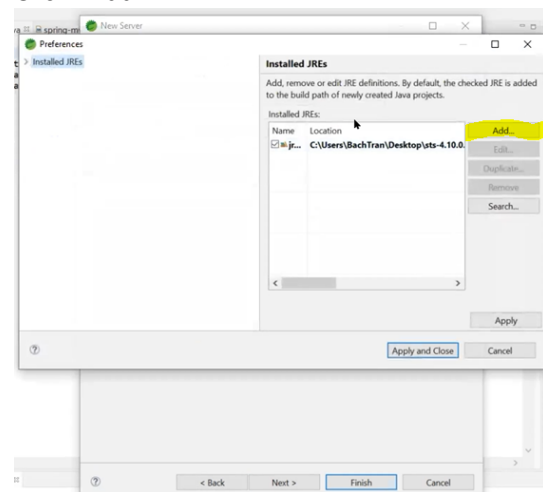 spring-m
New Server
Preferences
Installed JREs
Installed JREs
Add, remove or edit JRE definitions. By default, the checked JRE is added
to the build path of newly created Java projects.
Installed JREs:
Name Location
jr... C:\Users\BachTran\Desktop\sts-4.10.0.
Add...
Edit...
Duplicate...
Remove
Search...
Apply
Apply and Close
Cancel
< Back
Next >
Finish
Cancel